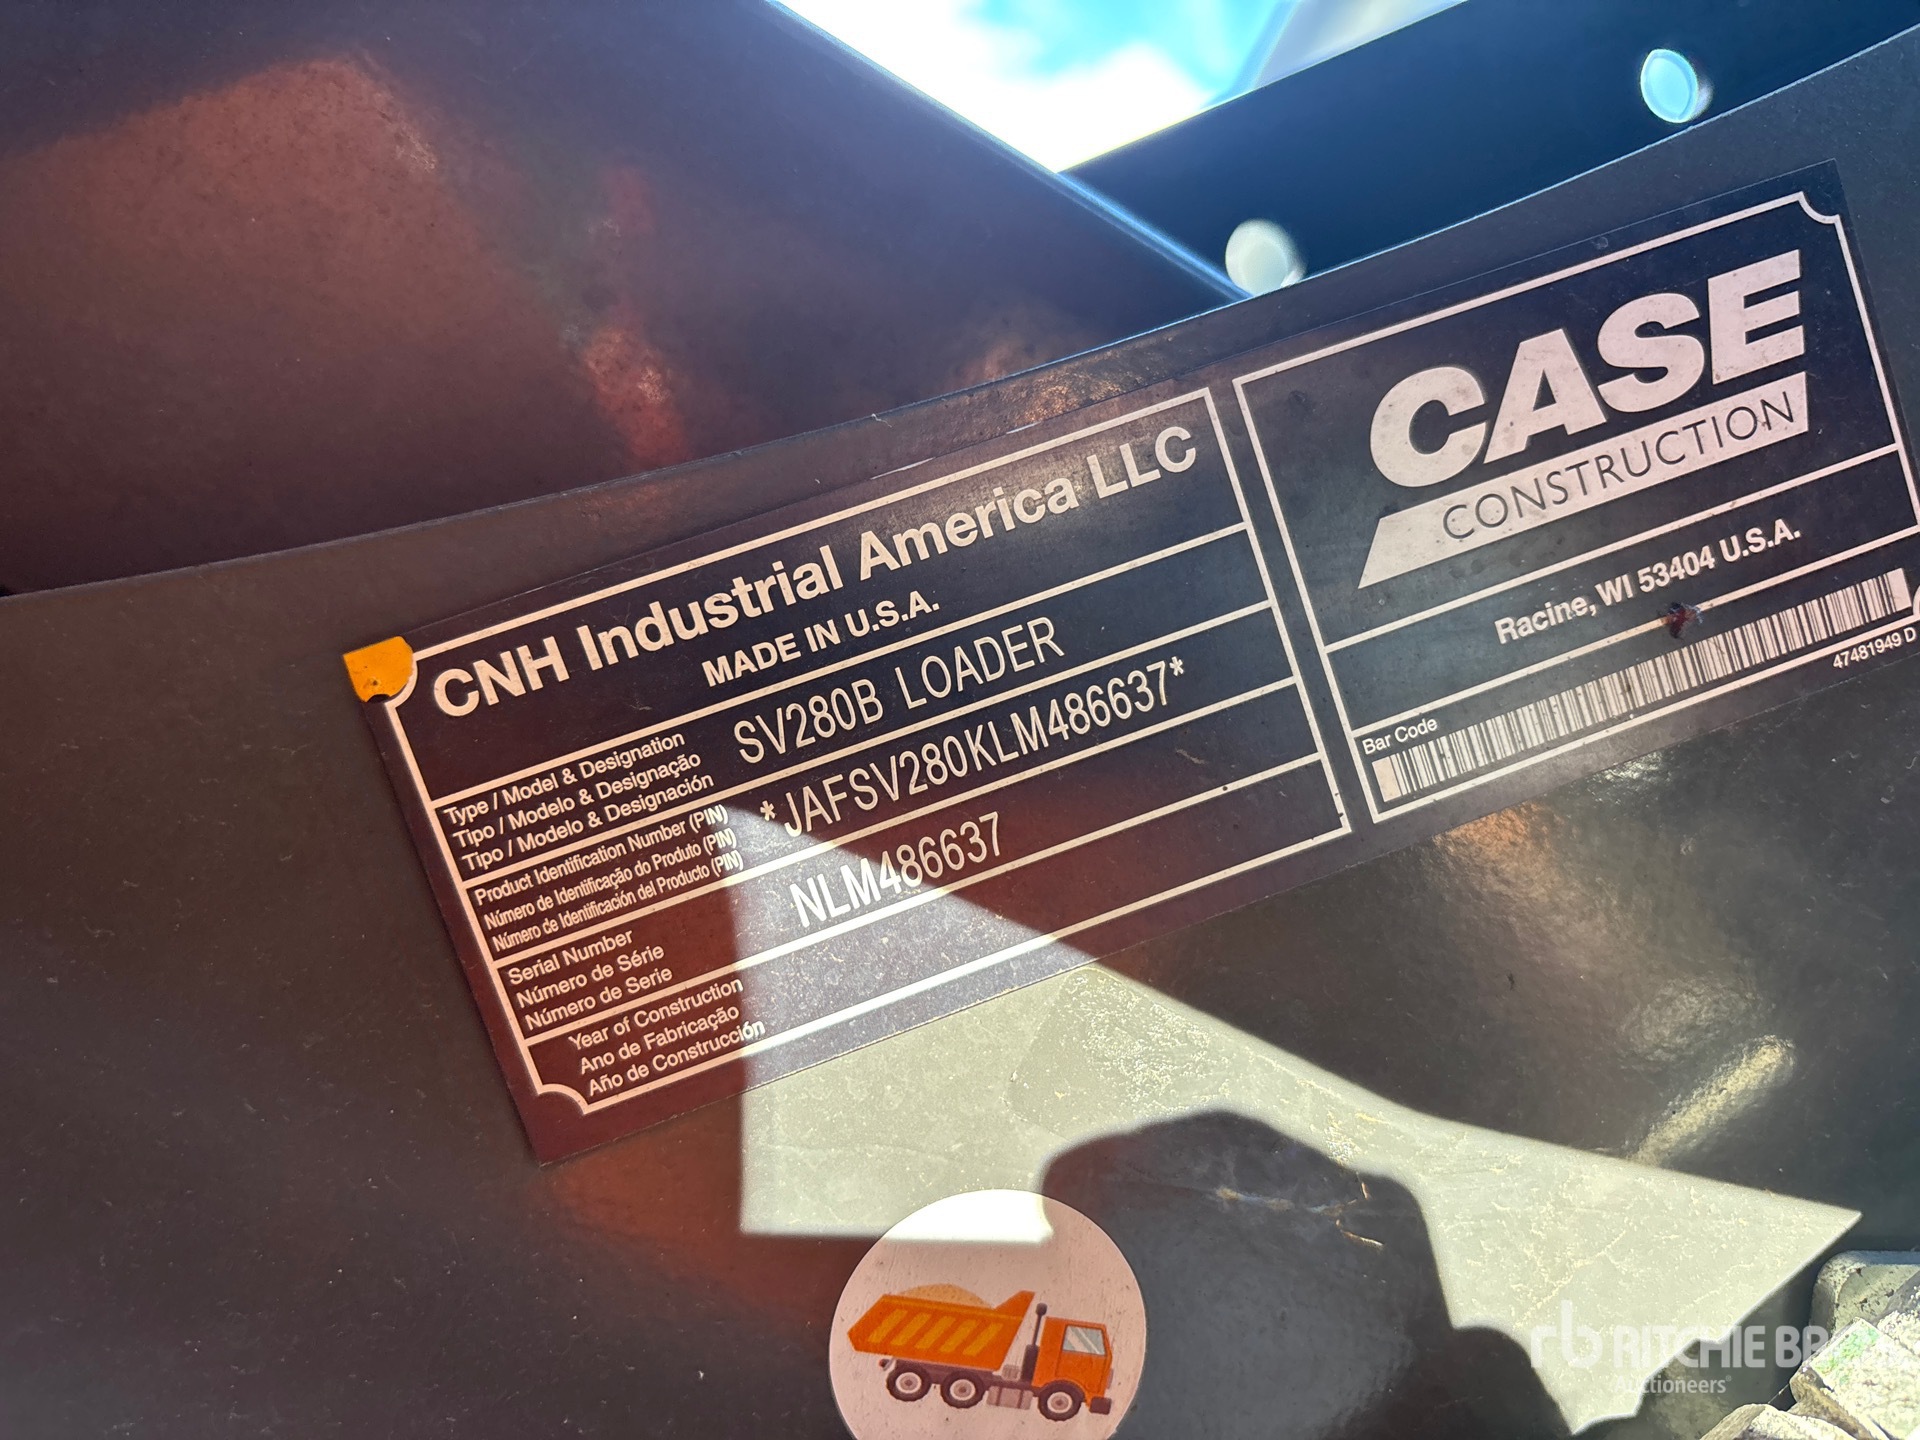 CNH Industrial America LLC
MADE IN U.S.A.
Type / Model & Designation
Tipo / Modelo & Designação
Tipo / Modelo & Designación
SV280B LOADER
Product Identification Number (PIN)
Número de Identificação do Produto (PIN)
Número de Identificación del Producto (PIN)
*JAFSV280KLM486637*
Serial Number
Número de Série
Número de Serie
NLM486637
Year of Construction
Ano de Fabricação
Año de Construcción
CASE
CONSTRUCTION
Racine, WI 53404 U.S.A.
Bar Code
47481949 D
rb RITCHIE
Auctioneers